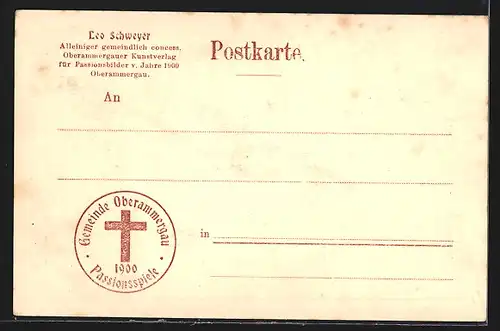 Leo Schweyer
Alleiniger gemeindlich concess.
Oberammergauer Kunstverlag
für Passionsbilder v. Jahre 1900
Oberammergau.
Postkarte.
An
in
Gemeinde Oberammergau
1900
Passionsspiele